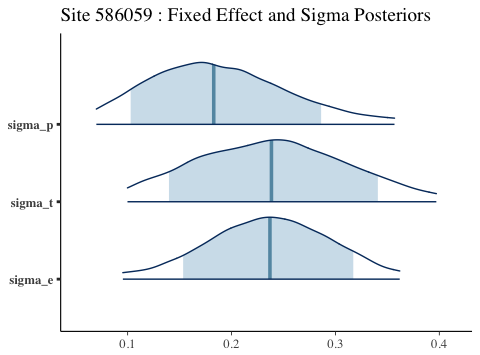 Site 586059 : Fixed Effect and Sigma Posteriors
sigma_p
sigma_t
sigma_e
0.1 0.2 0.3 0.4